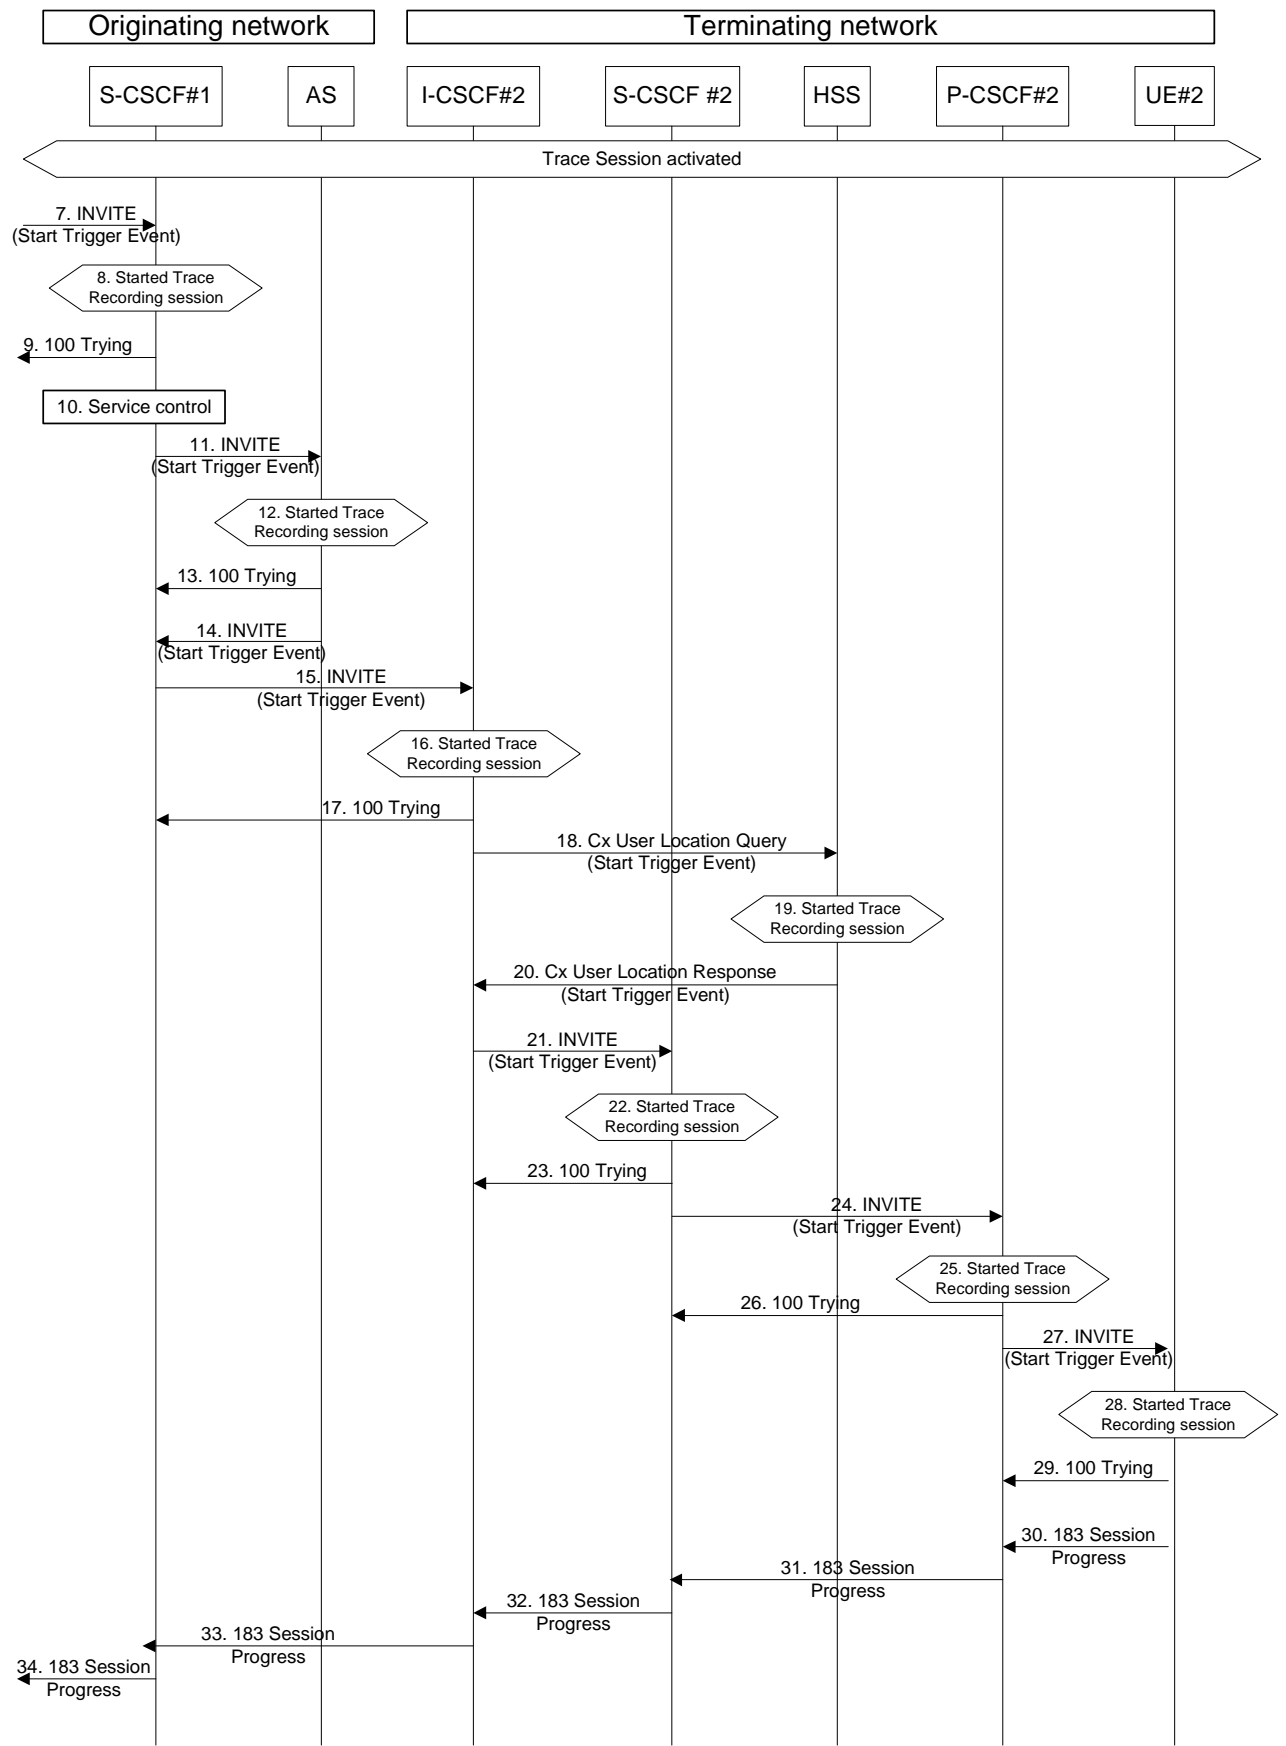 Originating network
Terminating network
S-CSCF#1
AS
I-CSCF#2
S-CSCF #2
HSS
P-CSCF#2
UE#2
Trace Session activated
7. INVITE
(Start Trigger Event)
8. Started Trace
Recording session
9. 100 Trying
10. Service control
11. INVITE
(Start Trigger Event)
12. Started Trace
Recording session
13. 100 Trying
14. INVITE
(Start Trigger Event)
15. INVITE
(Start Trigger Event)
16. Started Trace
Recording session
17. 100 Trying
18. Cx User Location Query
(Start Trigger Event)
19. Started Trace
Recording session
20. Cx User Location Response
(Start Trigger Event)
21. INVITE
(Start Trigger Event)
22. Started Trace
Recording session
23. 100 Trying
24. INVITE
(Start Trigger Event)
25. Started Trace
Recording session
26. 100 Trying
27. INVITE
(Start Trigger Event)
28. Started Trace
Recording session
29. 100 Trying
30. 183 Session
Progress
31. 183 Session
Progress
32. 183 Session
Progress
33. 183 Session
Progress
34. 183 Session
Progress